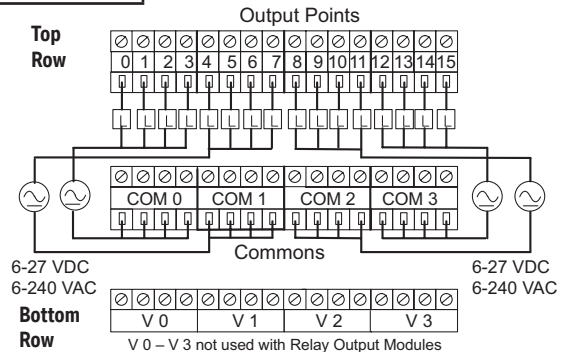 Output Points
Top
Row
0 1 2 3 4 5 6 7 8 9 10 11 12 13 14 15
L L L L L L L L L L L L L L L L
COM 0 COM 1 COM 2 COM 3
Commons
6-27 VDC
6-240 VAC
6-27 VDC
6-240 VAC
Bottom
Row
V 0 V 1 V 2 V 3
V 0 – V 3 not used with Relay Output Modules